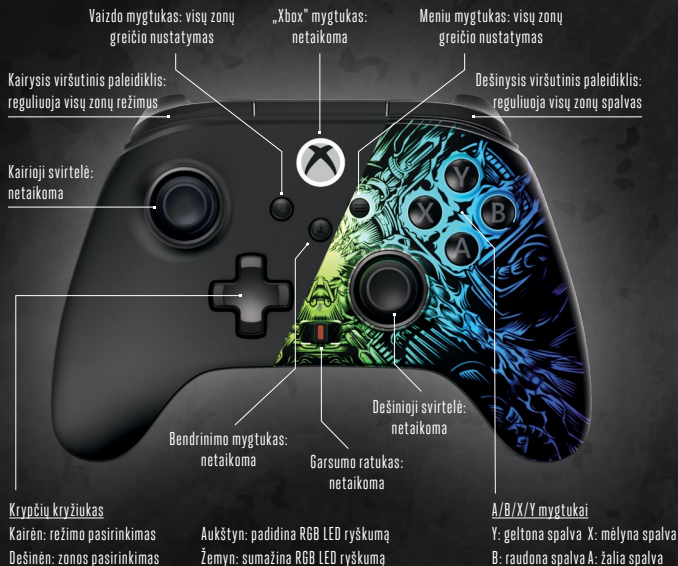 Vaizdo mygtukas: visų zonų
greičio nustatymas
„Xbox" mygtukas:
netaikoma
Meniu mygtukas: visų zonų
greičio nustatymas
Kairysis viršutinis paleidiklis:
reguliuoja visų zonų režimus
Dešinysis viršutinis paleidiklis:
reguliuoja visų zonų spalvas
Kairioji svirtelė:
netaikoma
Y
X
B
A
Dešinioji svirtelė:
netaikoma
Bendrinimo mygtukas:
netaikoma
Garsumo ratukas:
netaikoma
Krypčių kryžiukas
Kairėn: režimo pasirinkimas
Dešinėn: zonos pasirinkimas
Aukštyn: padidina RGB LED ryškumą
Žemyn: sumažina RGB LED ryškumą
A/B/X/Y mygtukai
Y: geltona spalva X: mėlyna spalva
B: raudona spalva A: žalia spalva